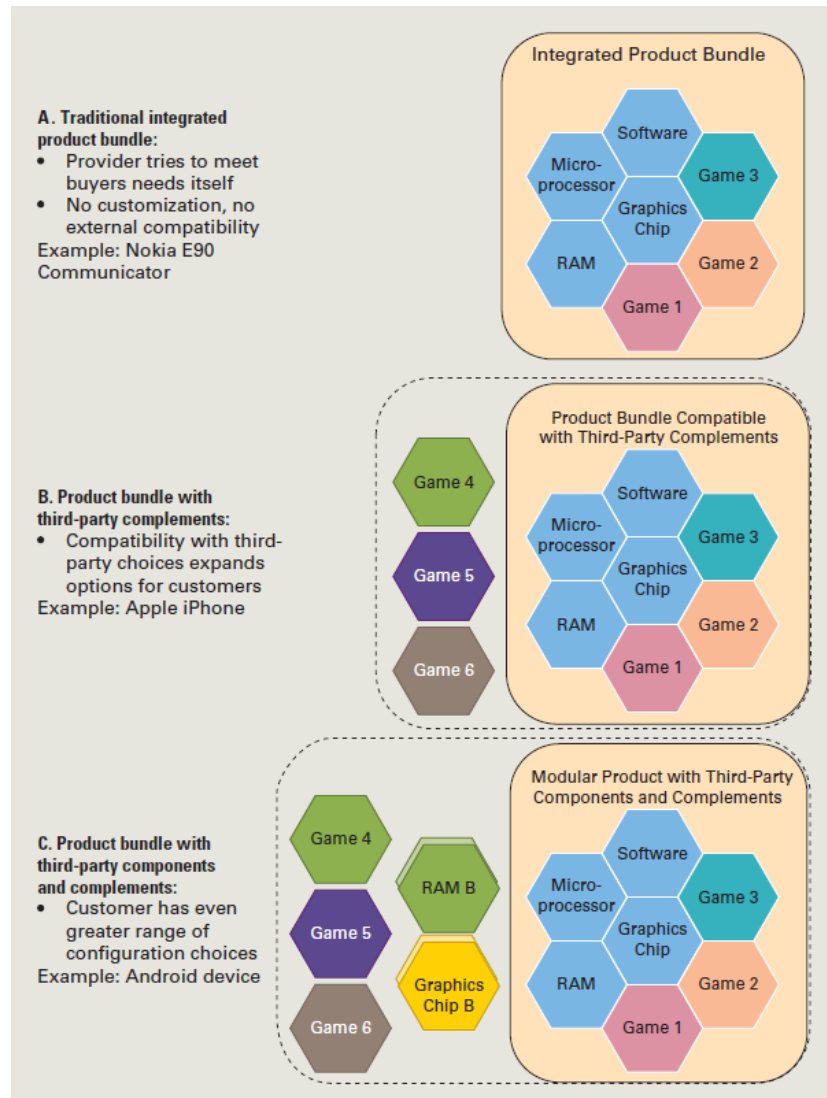 A. Traditional integrated
product bundle:
• Provider tries to meet
buyers needs itself
• No customization, no
external compatibility
Example: Nokia E90
Communicator
Integrated Product Bundle
Software
Micro-
processor
Game 3
Graphics
Chip
RAM
Game 2
Game 1
B. Product bundle with
third-party complements:
• Compatibility with third-
party choices expands
options for customers
Example: Apple iPhone
Game 4
Game 5
Game 6
Product Bundle Compatible
with Third-Party Complements
Software
Micro-
processor
Game 3
Graphics
Chip
RAM
Game 2
Game 1
C. Product bundle with
third-party components
and complements:
• Customer has even
greater range of
configuration choices
Example: Android device
Game 4
Game 5
Game 6
RAM B
Graphics
Chip B
Modular Product with Third-Party
Components and Complements
Software
Micro-
processor
Game 3
Graphics
Chip
RAM
Game 2
Game 1